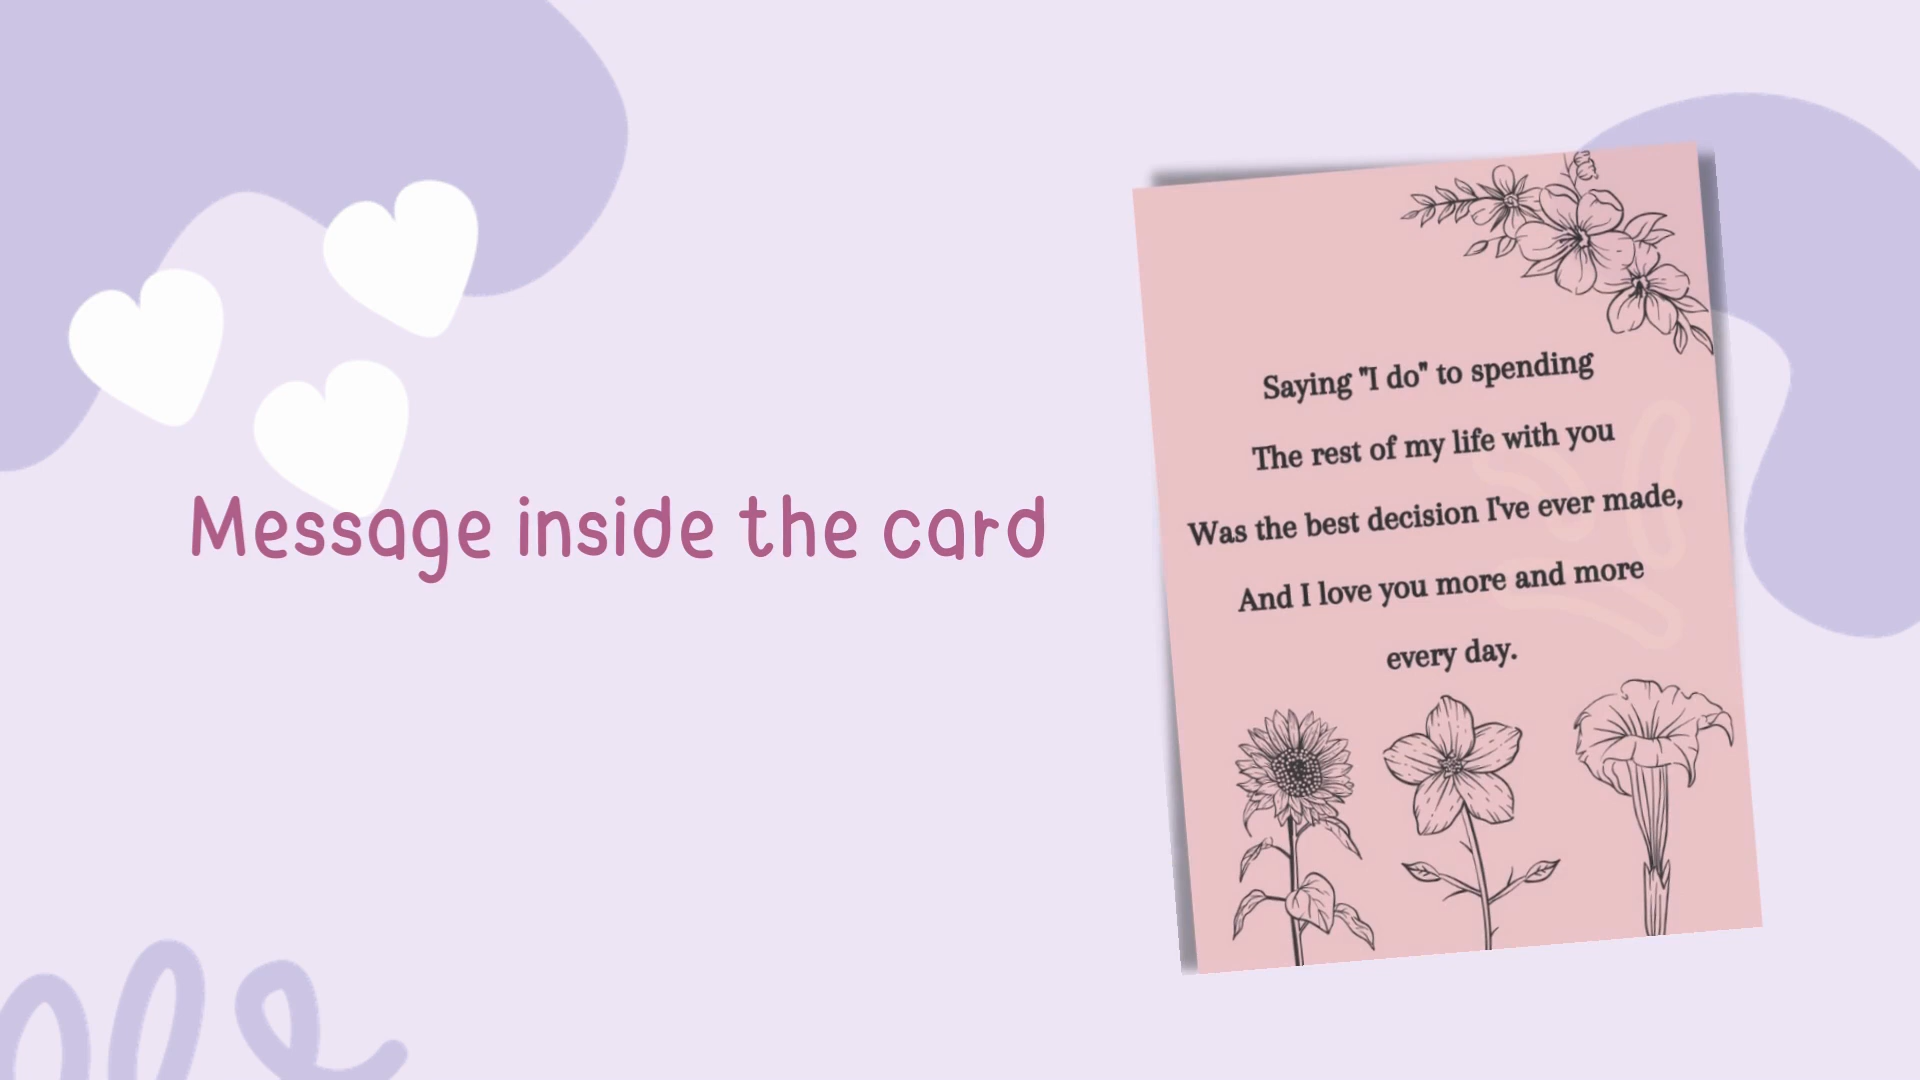 Message inside the card
Saying "I do" to spending
The rest of my life with you
Was the best decision I've ever made,
And I love you more and more
every day.